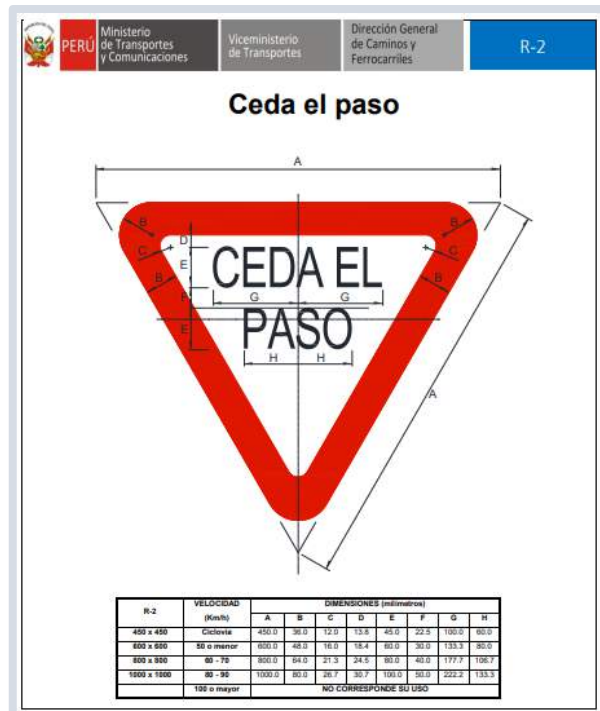 PERÚ
Ministerio
de Transportes
y Comunicaciones
Viceministerio
de Transportes
Dirección General
de Caminos y
Ferrocarriles
R-2
Ceda el paso
A
B
B
C
D
C
E
B
B
CEDA EL
F
G
G
E
PASO
H
H
A
R-2 VELOCIDAD (Km/h) DIMENSIONES (milímetros)
A B C D E F G H
450 x 450 Ciclovia 450.0 36.0 12.0 13.8 45.0 22.5 100.0 60.0
600 x 600 50 o menor 600.0 48.0 16.0 18.4 60.0 30.0 133.3 80.0
800 x 800 60 - 70 800.0 64.0 21.3 24.5 80.0 40.0 177.7 106.7
1000 x 1000 80 - 90 1000.0 80.0 26.7 30.7 100.0 50.0 222.2 133.3
100 o mayor NO CORRESPONDE SU USO